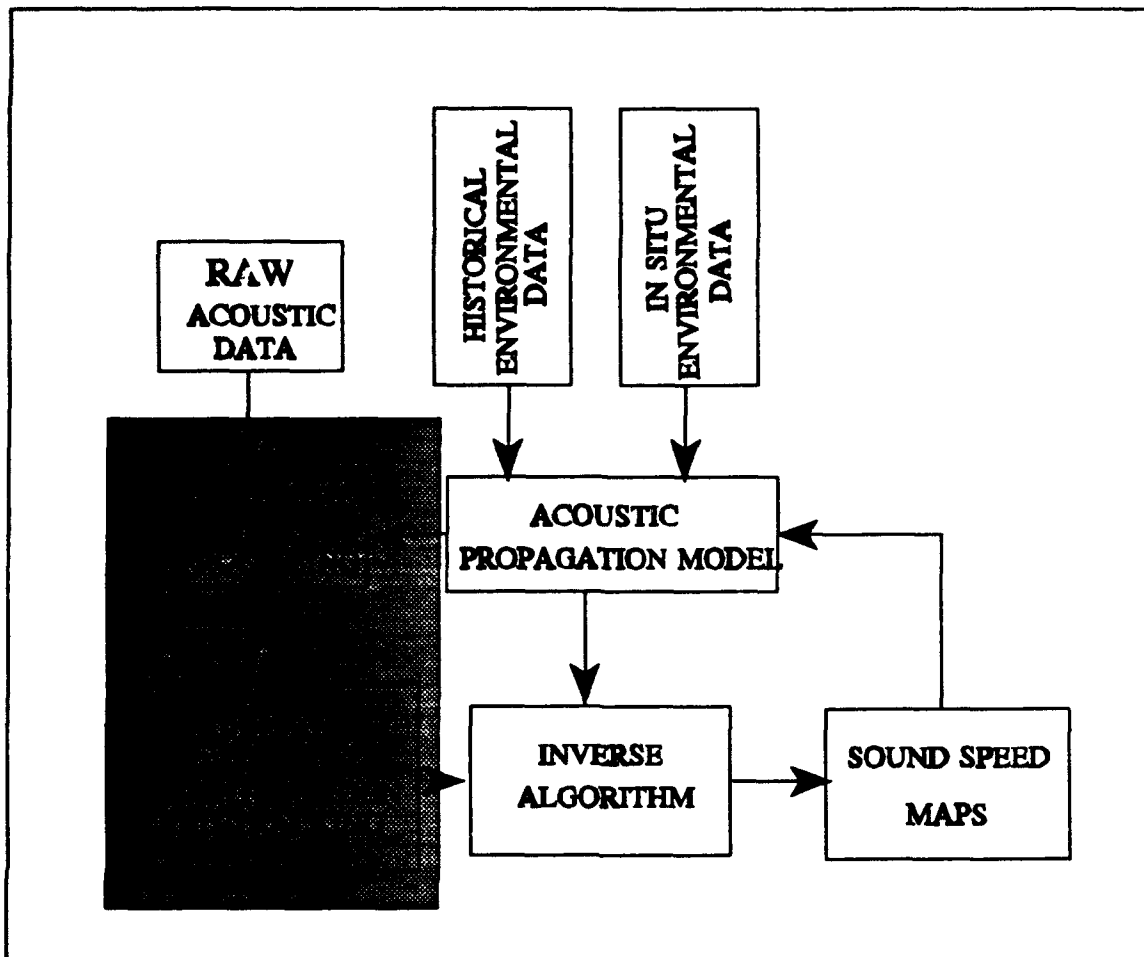 RAW
ACOUSTIC
DATA
HISTORICAL
ENVIRONMENTAL
DATA
IN SITU
ENVIRONMENTAL
DATA
ACOUSTIC
PROPAGATION MODEL
INVERSE
ALGORITHM
SOUND SPEED
MAPS